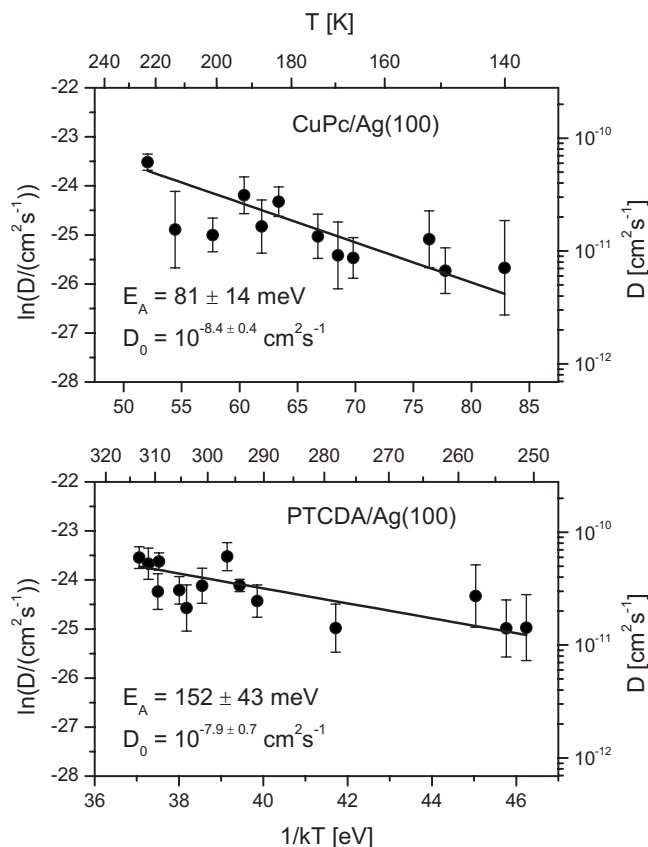 T [K]
240 220 200 180 160 140
-22
-23
-24
-25
-26
-27
-28
ln(D/(cm²s⁻¹))
CuPc/Ag(100)
E_A = 81 ± 14 meV
D_0 = 10^-8.4 ± 0.4 cm²s⁻¹
10⁻¹⁰
10⁻¹¹
10⁻¹²
D [cm²s⁻¹]
50 55 60 65 70 75 80 85
320 310 300 290 280 270 260 250
-22
-23
-24
-25
-26
-27
-28
ln(D/(cm²s⁻¹))
PTCDA/Ag(100)
E_A = 152 ± 43 meV
D_0 = 10^-7.9 ± 0.7 cm²s⁻¹
10⁻¹⁰
10⁻¹¹
10⁻¹²
D [cm²s⁻¹]
36 38 40 42 44 46
1/kT [eV]